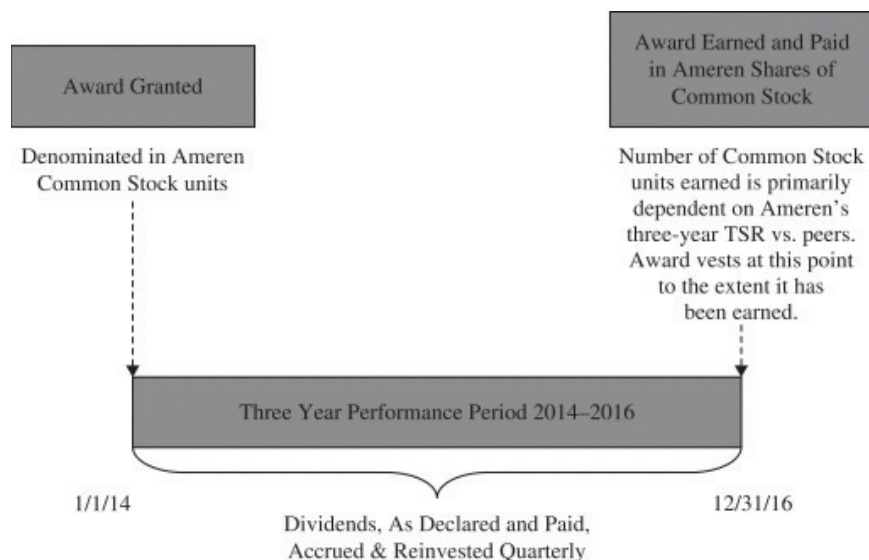 Award Granted
Denominated in Ameren
Common Stock units
Award Earned and Paid
in Ameren Shares of
Common Stock
Number of Common Stock
units earned is primarily
dependent on Ameren’s
three-year TSR vs. peers.
Award vests at this point
to the extent it has
been earned.
Three Year Performance Period 2014–2016
1/1/14
12/31/16
Dividends, As Declared and Paid,
Accrued & Reinvested Quarterly